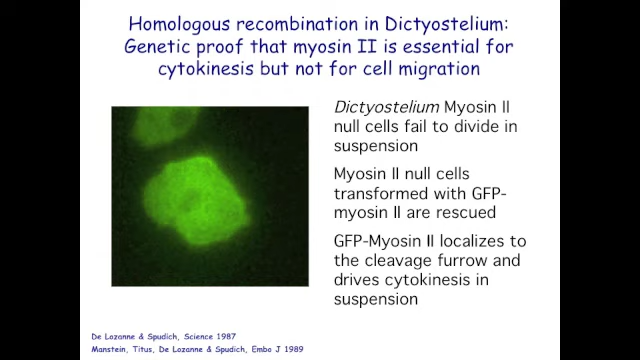 Homologous recombination in Dictyostelium:
Genetic proof that myosin II is essential for
cytokinesis but not for cell migration
Dictyostelium Myosin II
null cells fail to divide in
suspension
Myosin II null cells
transformed with GFP-
myosin II are rescued
GFP-Myosin II localizes to
the cleavage furrow and
drives cytokinesis in
suspension
De Lozanne & Spudich, Science 1987
Manstein, Titus, De Lozanne & Spudich, Embo J 1989